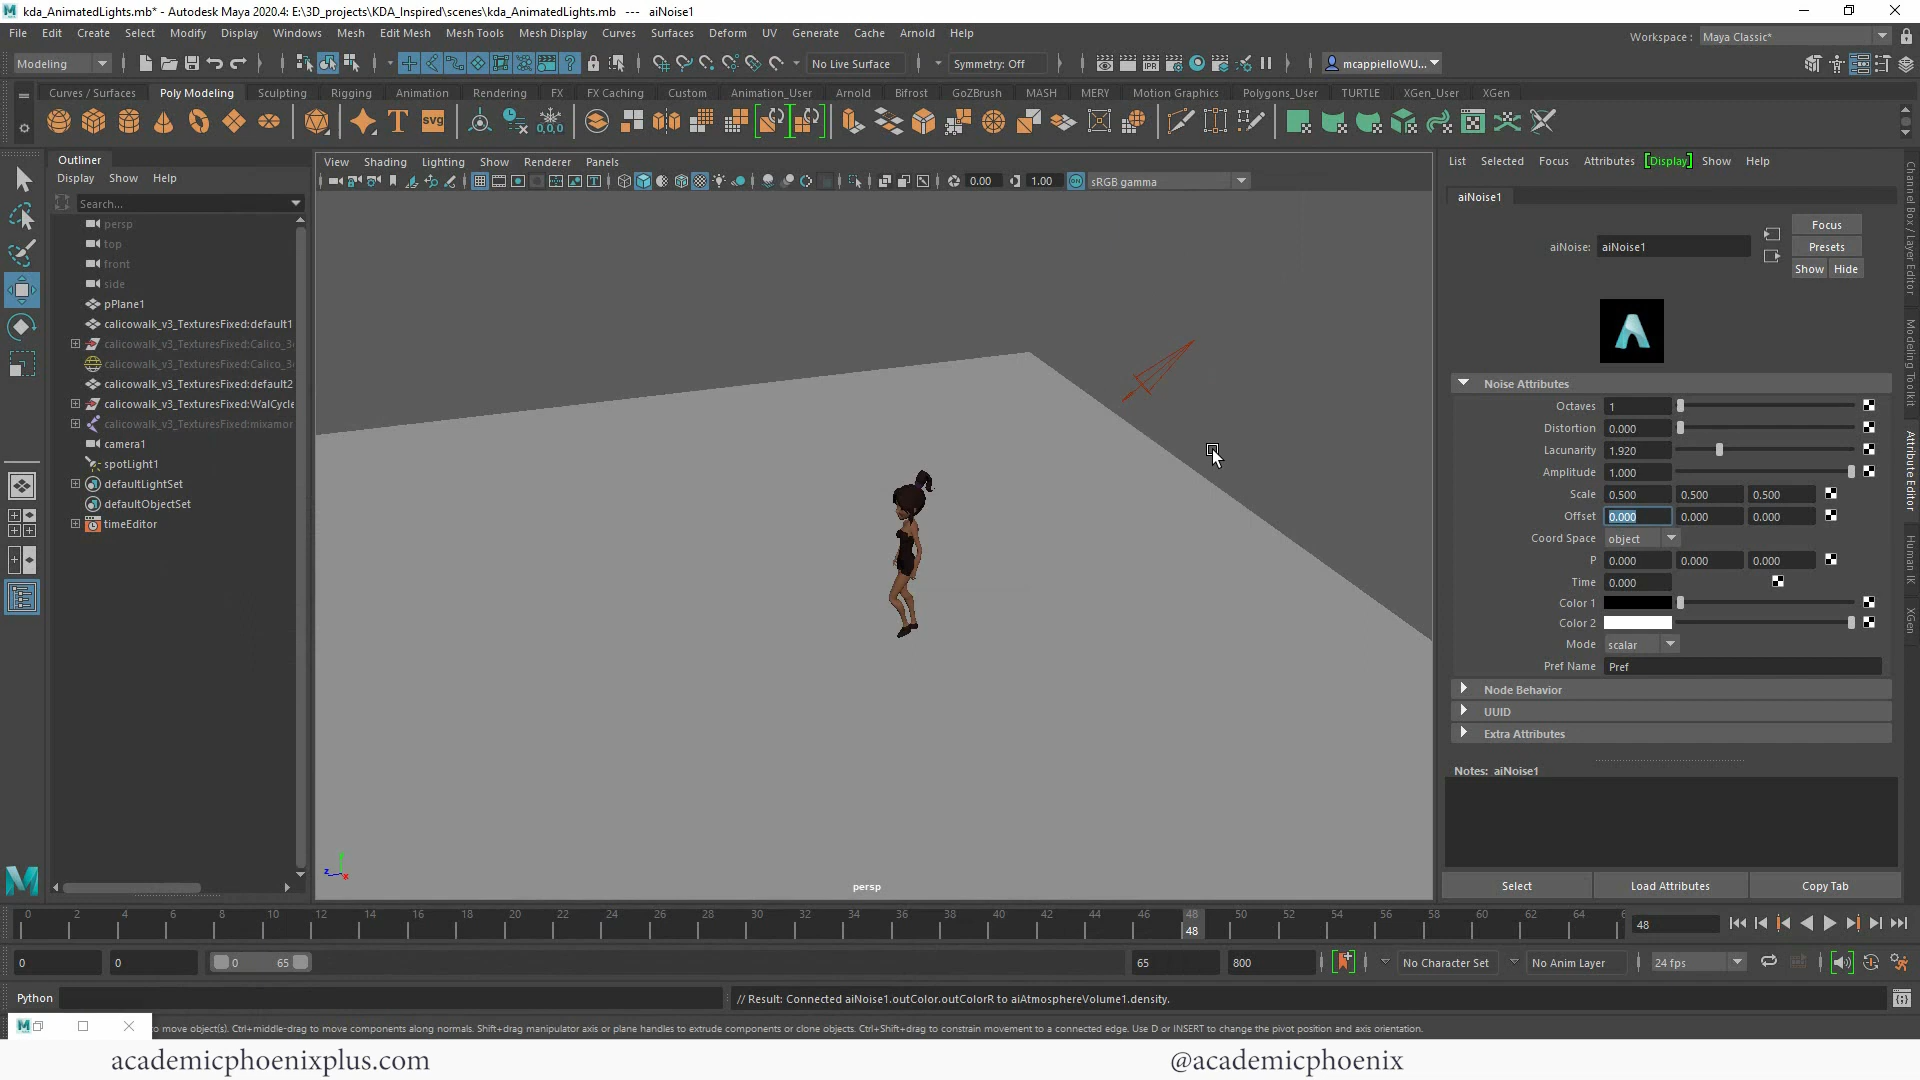 kda_AnimatedLights.mb* - Autodesk Maya 2020.4: E:\3D_projects\KDA_Inspired\scenes\kda_AnimatedLights.mb --- aiNoise1
File Edit Create Select Modify Display Windows Mesh Edit Mesh Mesh Tools Mesh Display Curves Surfaces Deform UV Generate Cache Arnold Help
Workspace : Maya Classic*
Modeling No Live Surface Symmetry: Off mcappielloWU...
Curves / Surfaces Poly Modeling Sculpting Rigging Animation Rendering FX FX Caching Custom Animation_User Arnold Bifrost GoZBrush MASH MERY Motion Graphics Polygons_User TURTLE XGen_User XGen
Outliner
Display Show Help
Search...
persp
top
front
side
pPlane1
calicowalk_v3_TexturesFixed:default1
calicowalk_v3_TexturesFixed:Calico_3
calicowalk_v3_TexturesFixed:Calico_3
calicowalk_v3_TexturesFixed:default2
calicowalk_v3_TexturesFixed:WalCycle
calicowalk_v3_TexturesFixed:mixamor
camera1
spotLight1
defaultLightSet
defaultObjectSet
timeEditor
View Shading Lighting Show Renderer Panels
0.00 1.00 sRGB gamma
persp
List Selected Focus Attributes Display Show Help
aiNoise1
aiNoise: aiNoise1
Focus
Presets
Show Hide
Noise Attributes
Octaves 1
Distortion 0.000
Lacunarity 1.920
Amplitude 1.000
Scale 0.500 0.500 0.500
Offset 0.000 0.000 0.000
Coord Space object
P 0.000 0.000 0.000
Time 0.000
Color 1
Color 2
Mode scalar
Pref Name Pref
Node Behavior
UUID
Extra Attributes
Notes: aiNoise1
Select Load Attributes Copy Tab
Channel Box / Layer Editor
Modeling Toolkit
Attribute Editor
Human IK
XGen
0 2 4 6 8 10 12 14 16 18 20 22 24 26 28 30 32 34 36 38 40 42 44 46 48 50 52 54 56 58 60 62 64
48
48
0 0 0 65 65 800 No Character Set No Anim Layer 24 fps
Python // Result: Connected aiNoise1.outColor.outColorR to aiAtmosphereVolume1.density.
to move object(s). Ctrl+middle-drag to move components along normals. Shift+drag manipulator axis or plane handles to extrude components or clone objects. Ctrl+Shift+drag to constrain movement to a connected edge. Use D or INSERT to change the pivot position and axis orientation.
academicphoenixplus.com @academicphoenix